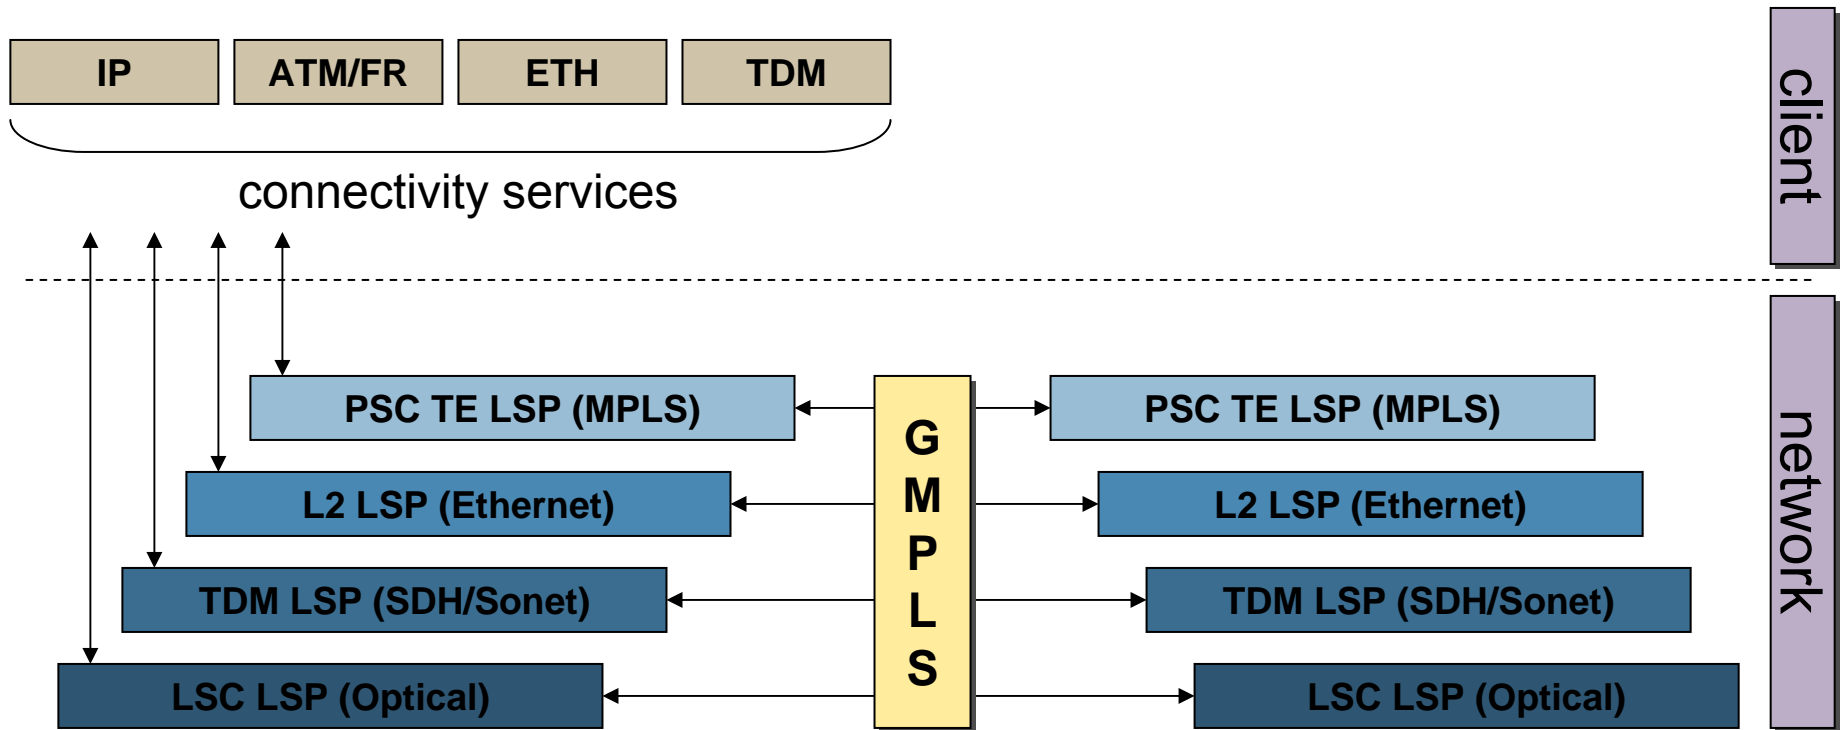 IP
ATM/FR
ETH
TDM
client
connectivity services
PSC TE LSP (MPLS)
PSC TE LSP (MPLS)
L2 LSP (Ethernet)
L2 LSP (Ethernet)
TDM LSP (SDH/Sonet)
TDM LSP (SDH/Sonet)
LSC LSP (Optical)
LSC LSP (Optical)
GMPLS
network